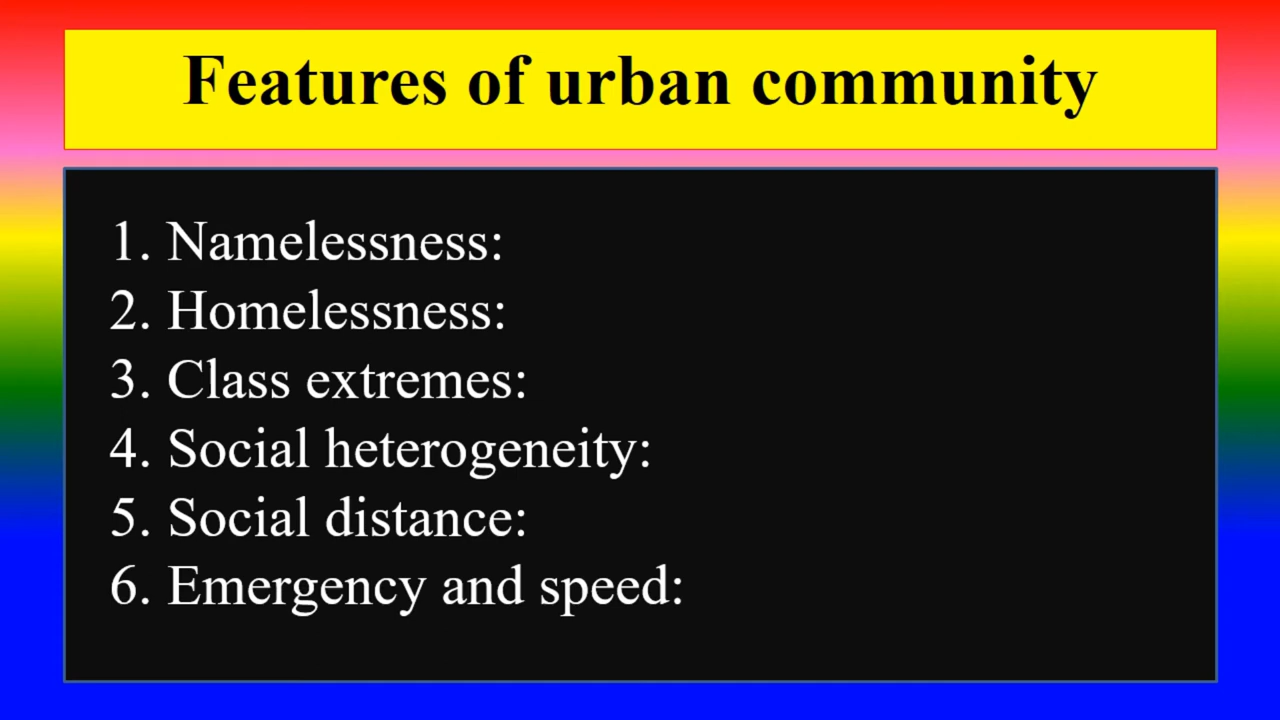 Features of urban community
1. Namelessness:
2. Homelessness:
3. Class extremes:
4. Social heterogeneity:
5. Social distance:
6. Emergency and speed: